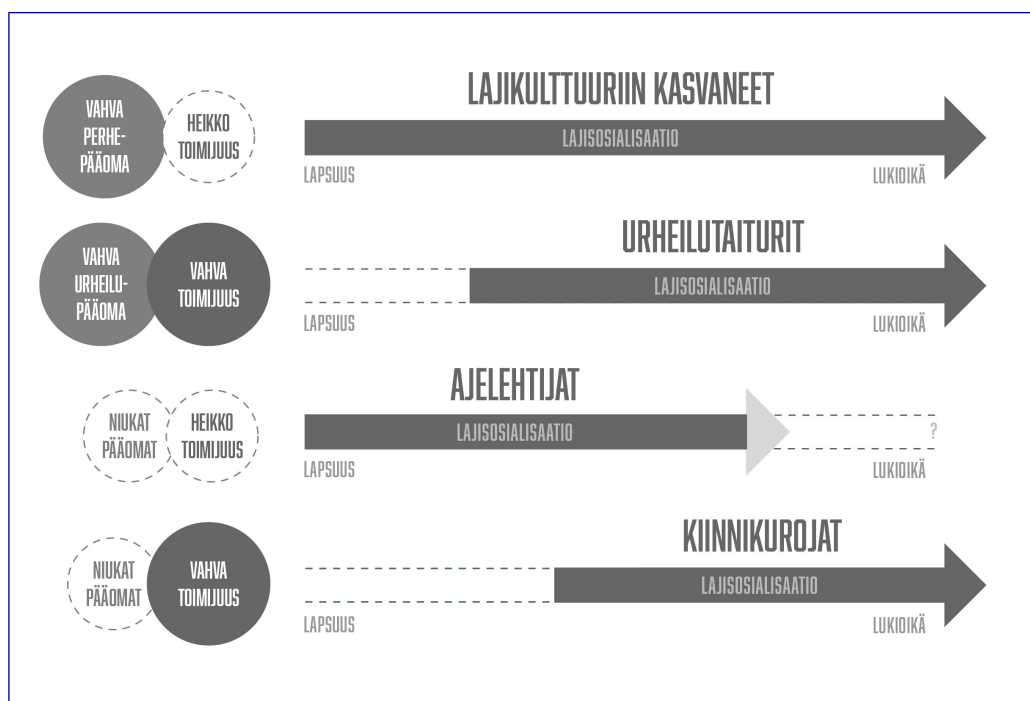 LAJIKULTTUURIIN KASVANEET
VAHVA
PERHE-
PÄÄOMA
HEIKKO
TOIMIJUUS
LAJISOSIALISAATIO
LAPSUUS
LUKIOIKÄ
URHEILUTAITURIT
VAHVA
URHEILU-
PÄÄOMA
VAHVA
TOIMIJUUS
LAJISOSIALISAATIO
LAPSUUS
LUKIOIKÄ
AJELEHTIJAT
NIUKAT
PÄÄOMAT
HEIKKO
TOIMIJUUS
LAJISOSIALISAATIO
?
LAPSUUS
LUKIOIKÄ
KIINNIKUROJAT
NIUKAT
PÄÄOMAT
VAHVA
TOIMIJUUS
LAJISOSIALISAATIO
LAPSUUS
LUKIOIKÄ